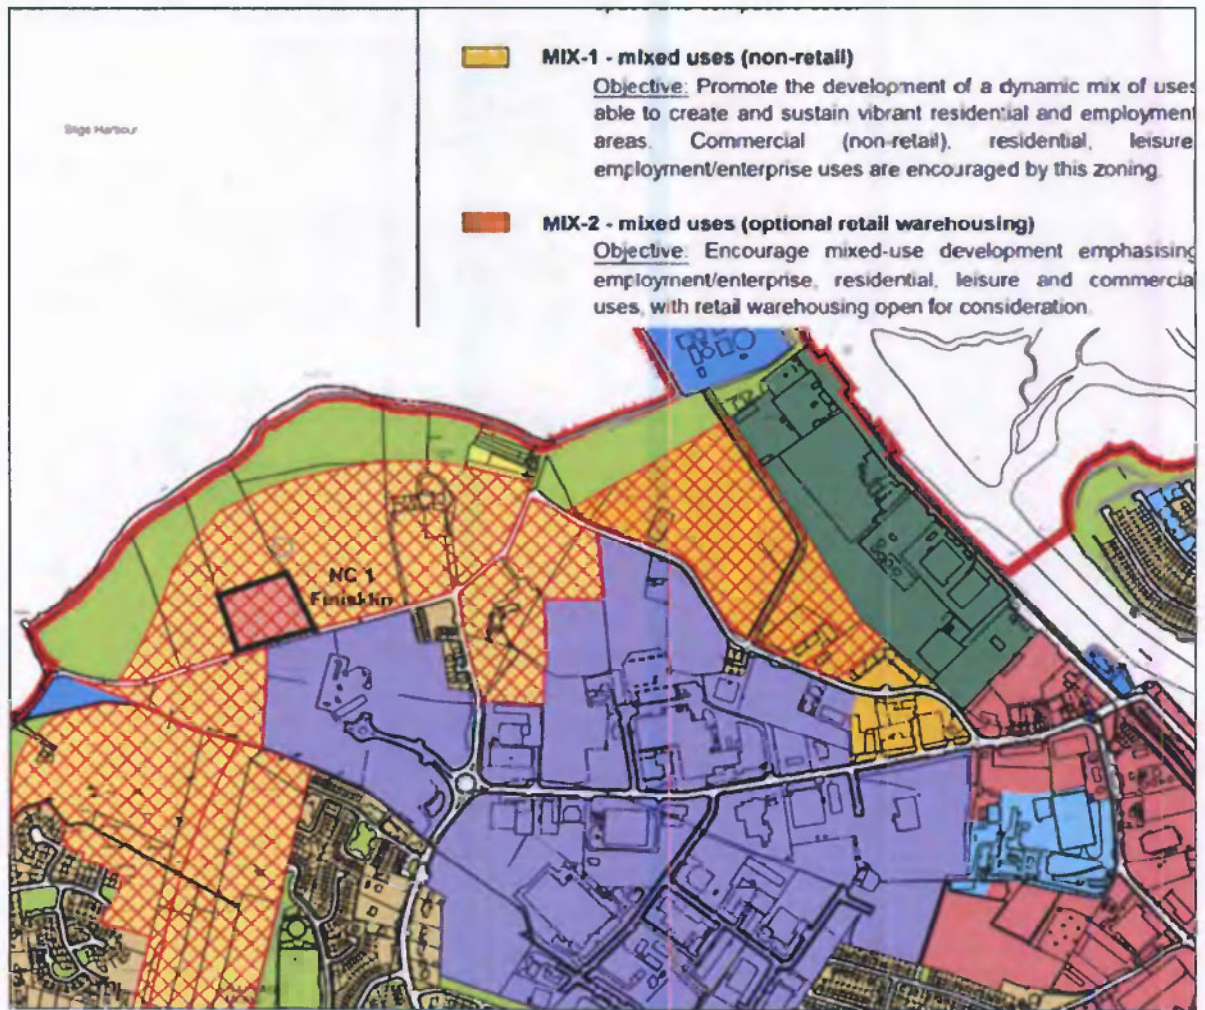 MIX-1 - mixed uses (non-retail)
Objective: Promote the development of a dynamic mix of uses
able to create and sustain vibrant residential and employment
areas. Commercial (non-retail), residential, leisure
employment/enterprise uses are encouraged by this zoning.
Sligo Harbour
MIX-2 - mixed uses (optional retail warehousing)
Objective: Encourage mixed-use development emphasising
employment/enterprise, residential, leisure and commercia
uses, with retail warehousing open for consideration.
NC 1
Finisklin